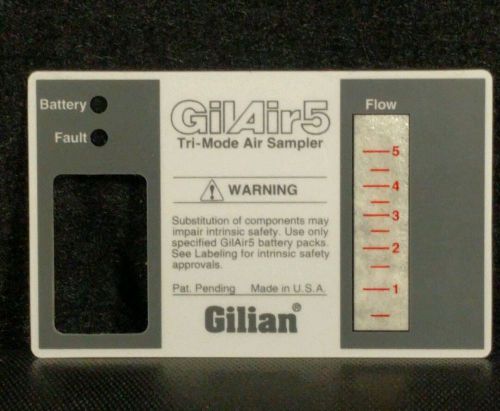 Battery
Fault
GilAir5
Tri-Mode Air Sampler
WARNING
Substitution of components may
impair intrinsic safety. Use only
specified GilAir5 battery packs.
See Labeling for intrinsic safety
approvals.
Pat. Pending Made in U.S.A.
Gilian®
Flow
5
4
3
2
1